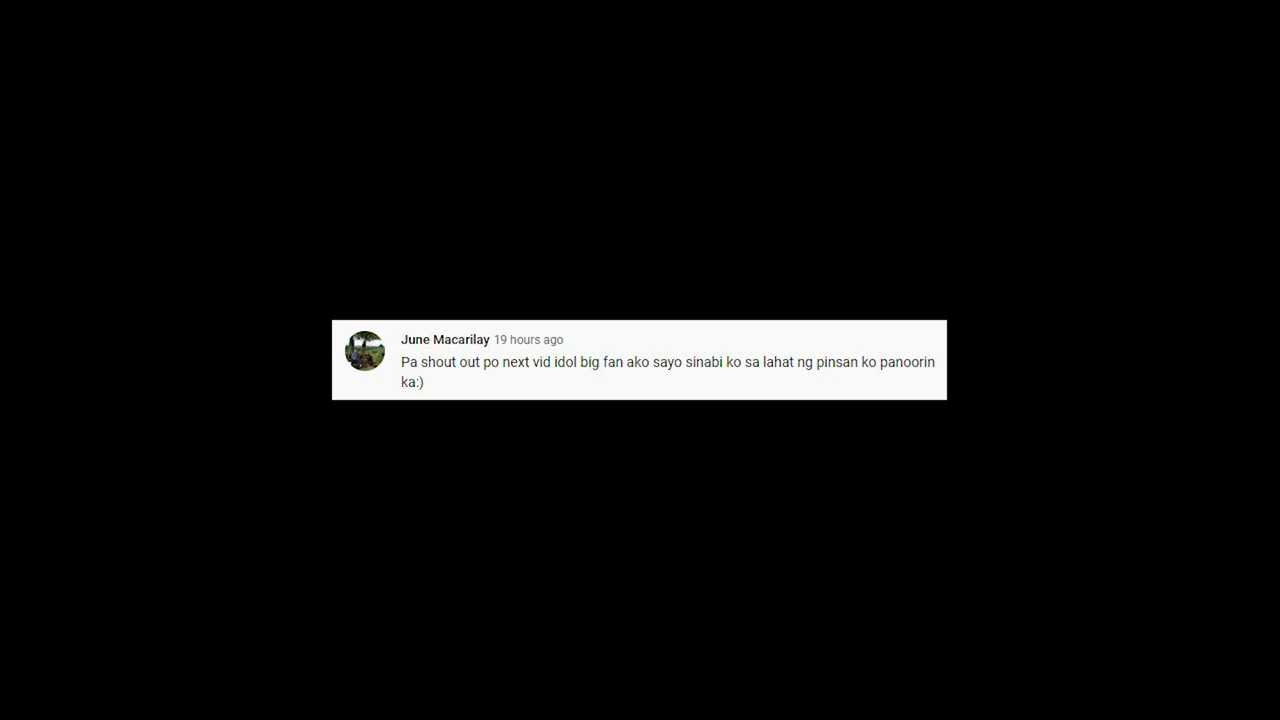 June Macarilay 19 hours ago
Pa shout out po next vid idol big fan ako sayo sinabi ko sa lahat ng pinsan ko panoorin
ka:)